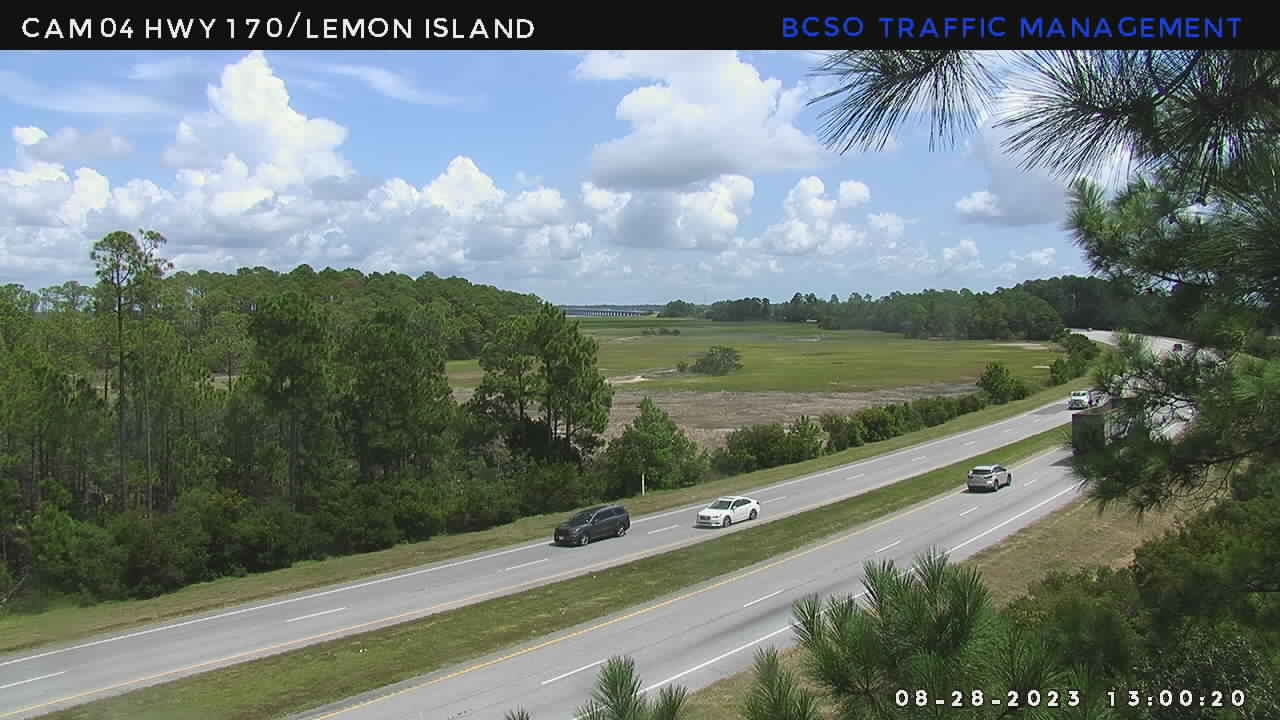 CAM 04 HWY 170/LEMON ISLAND
BCSO TRAFFIC MANAGEMENT
08-28-2023 13:00:20